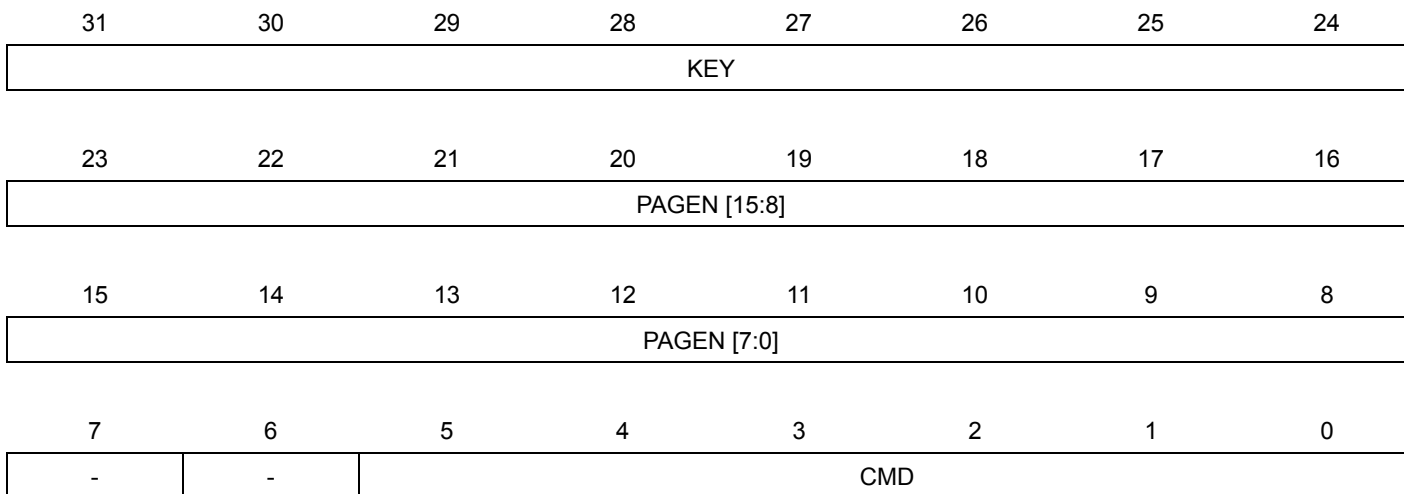 31 30 29 28 27 26 25 24
KEY
23 22 21 20 19 18 17 16
PAGEN [15:8]
15 14 13 12 11 10 9 8
PAGEN [7:0]
7 6 5 4 3 2 1 0
- - CMD